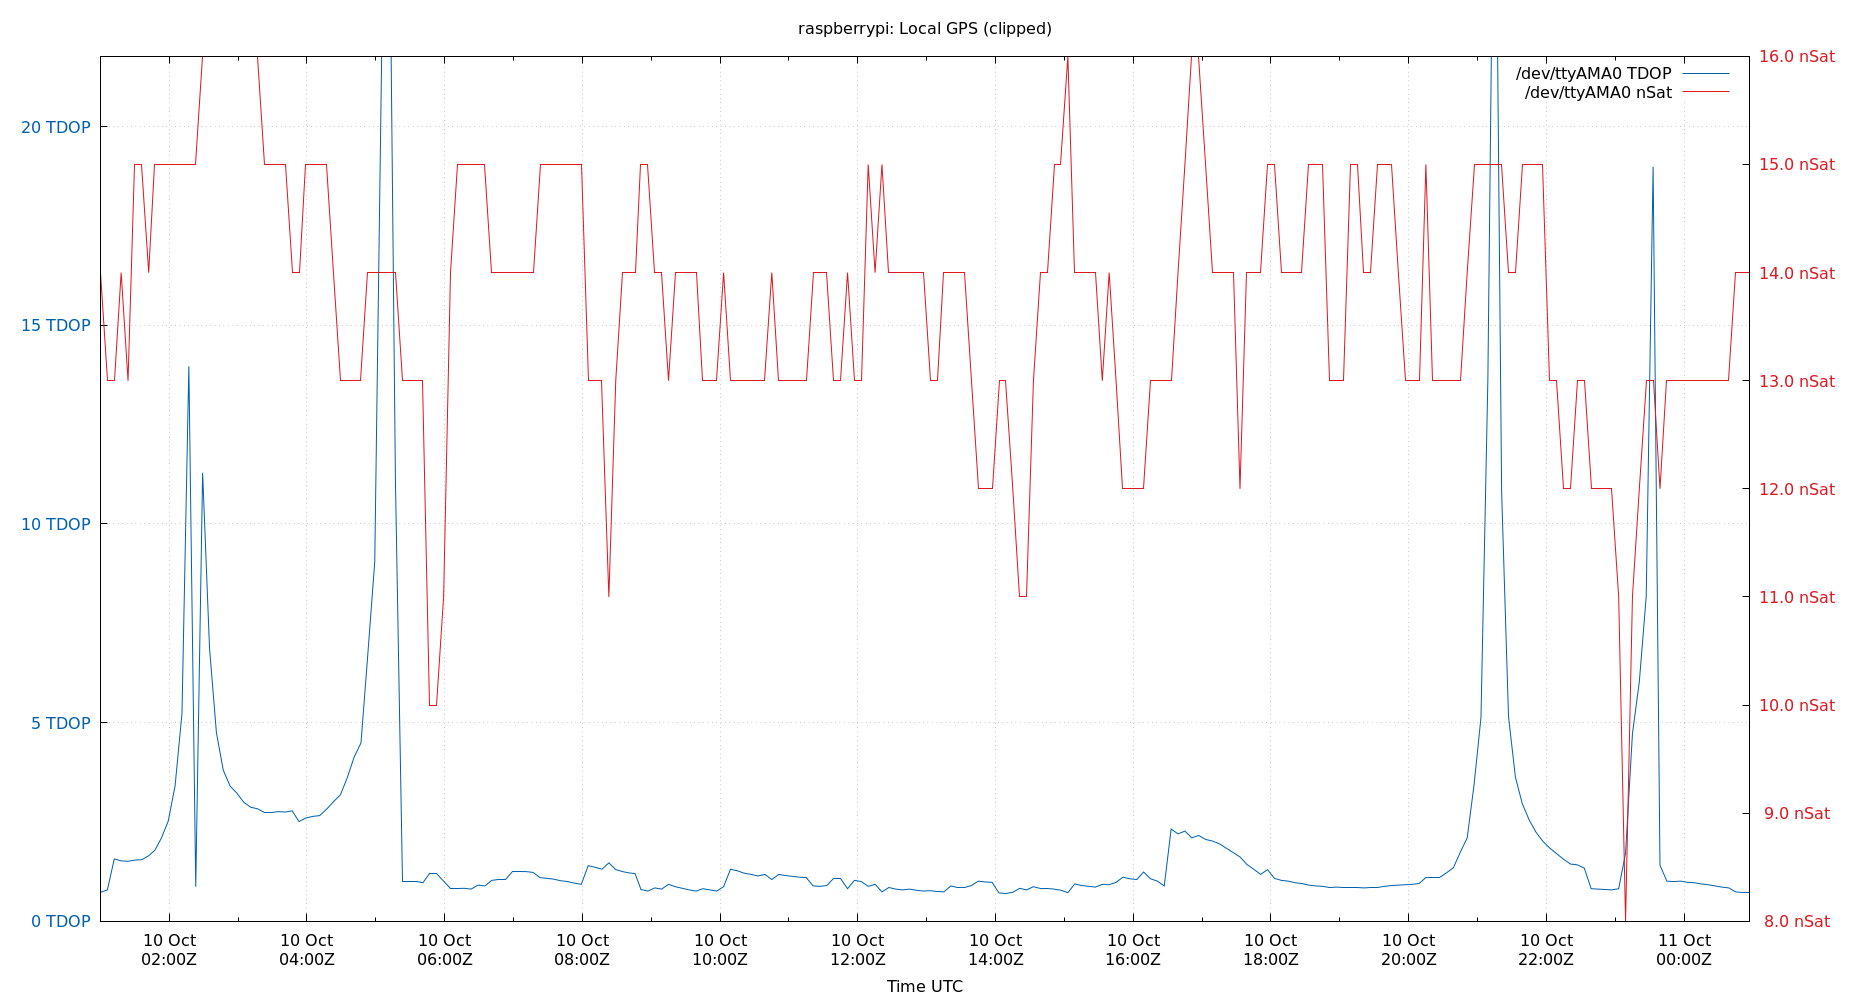 raspberrypi: Local GPS (clipped)
/dev/ttyAMA0 TDOP
/dev/ttyAMA0 nSat
20 TDOP
15 TDOP
10 TDOP
5 TDOP
0 TDOP
16.0 nSat
15.0 nSat
14.0 nSat
13.0 nSat
12.0 nSat
11.0 nSat
10.0 nSat
9.0 nSat
8.0 nSat
10 Oct 10 Oct 10 Oct 10 Oct 10 Oct 10 Oct 10 Oct 10 Oct 10 Oct 10 Oct 10 Oct 11 Oct
02:00Z 04:00Z 06:00Z 08:00Z 10:00Z 12:00Z 14:00Z 16:00Z 18:00Z 20:00Z 22:00Z 00:00Z
Time UTC